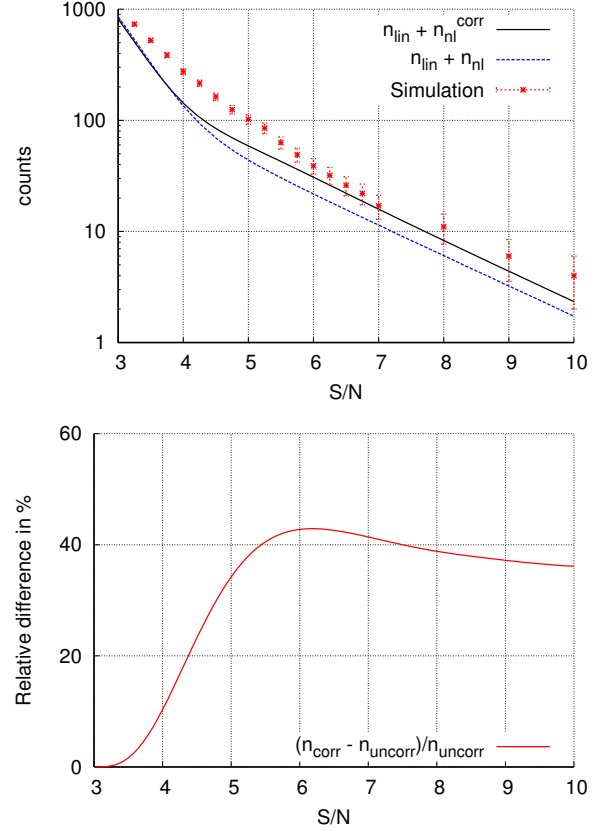 1000
100
10
1
counts
3 4 5 6 7 8 9 10
S/N
n_lin + n_nl^corr
n_lin + n_nl
Simulation
60
40
20
0
Relative difference in %
(n_corr - n_uncorr)/n_uncorr
3 4 5 6 7 8 9 10
S/N